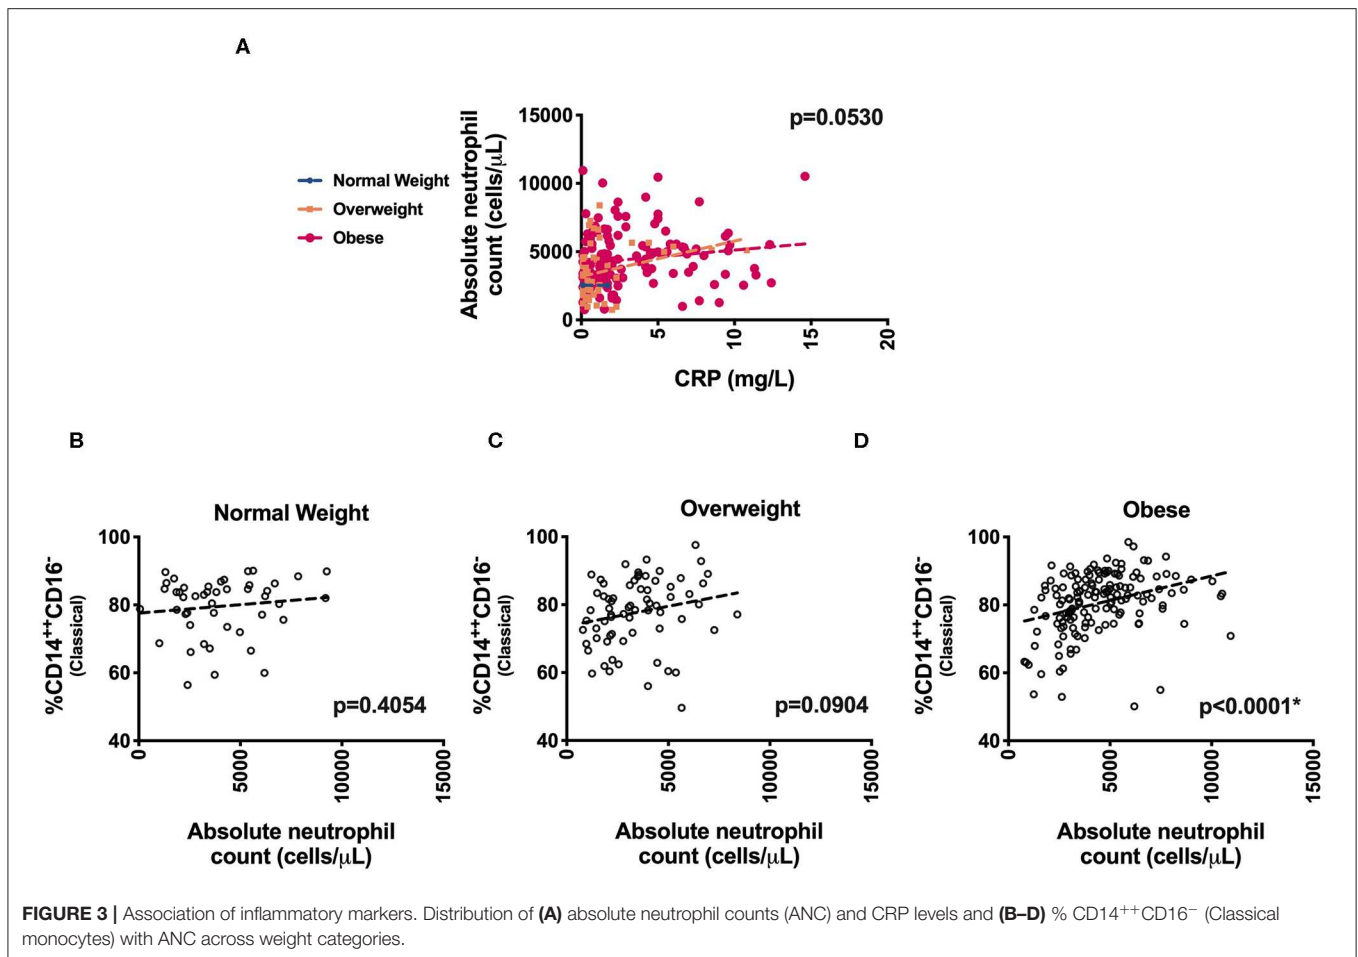 A
Absolute neutrophil
count (cells/μL)
15000
10000
5000
0
p=0.0530
Normal Weight
Overweight
Obese
0
5
10
15
20
CRP (mg/L)
B
Normal Weight
%CD14++CD16-
(Classical)
100
80
60
40
p=0.4054
0
5000
10000
15000
Absolute neutrophil
count (cells/μL)
C
Overweight
%CD14++CD16-
(Classical)
100
80
60
40
p=0.0904
0
5000
10000
15000
Absolute neutrophil
count (cells/μL)
D
Obese
%CD14++CD16-
(Classical)
100
80
60
40
p<0.0001*
0
5000
10000
15000
Absolute neutrophil
count (cells/μL)
FIGURE 3 | Association of inflammatory markers. Distribution of (A) absolute neutrophil counts (ANC) and CRP levels and (B–D) % CD14++CD16− (Classical
monocytes) with ANC across weight categories.